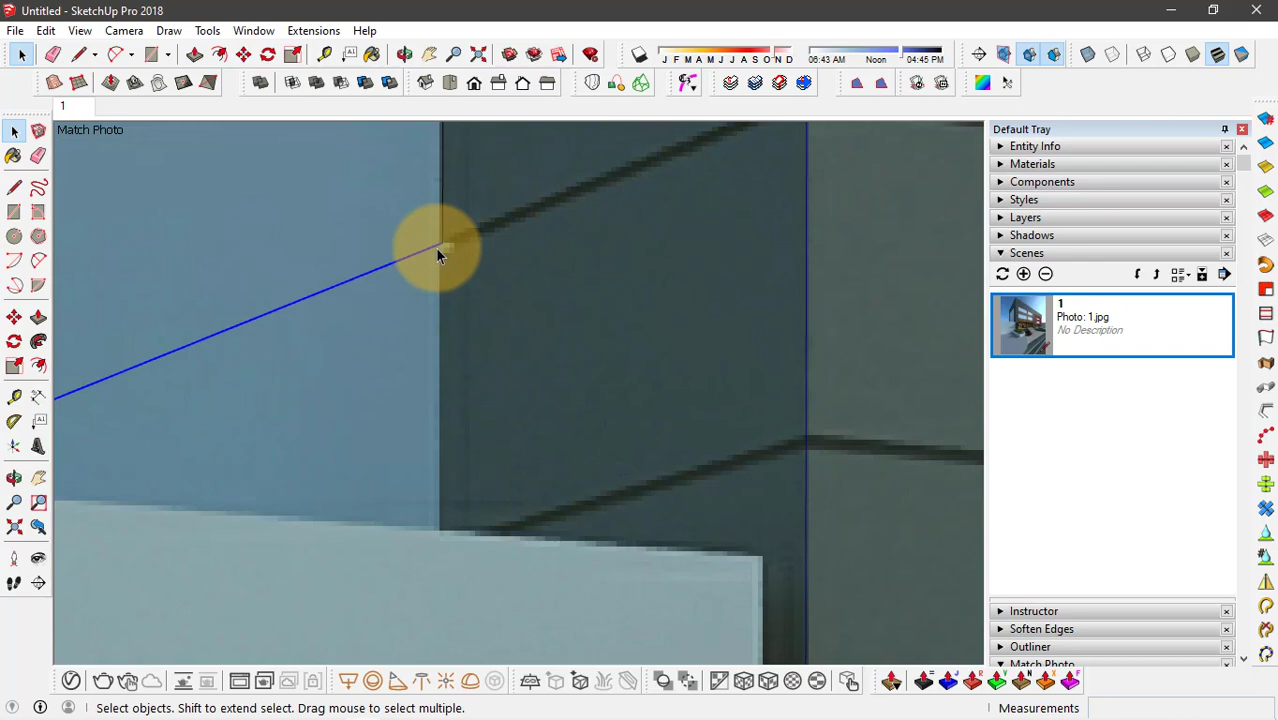 Untitled - SketchUp Pro 2018
File Edit View Camera Draw Tools Window Extensions Help
J F M A M J J A S O N D
06:43 AM Noon 04:45 PM
1
Match Photo
Default Tray
Entity Info
Materials
Components
Styles
Layers
Shadows
Scenes
1
Photo: 1.jpg
No Description
Instructor
Soften Edges
Outliner
Match Photo
Select objects. Shift to extend select. Drag mouse to select multiple.
Measurements